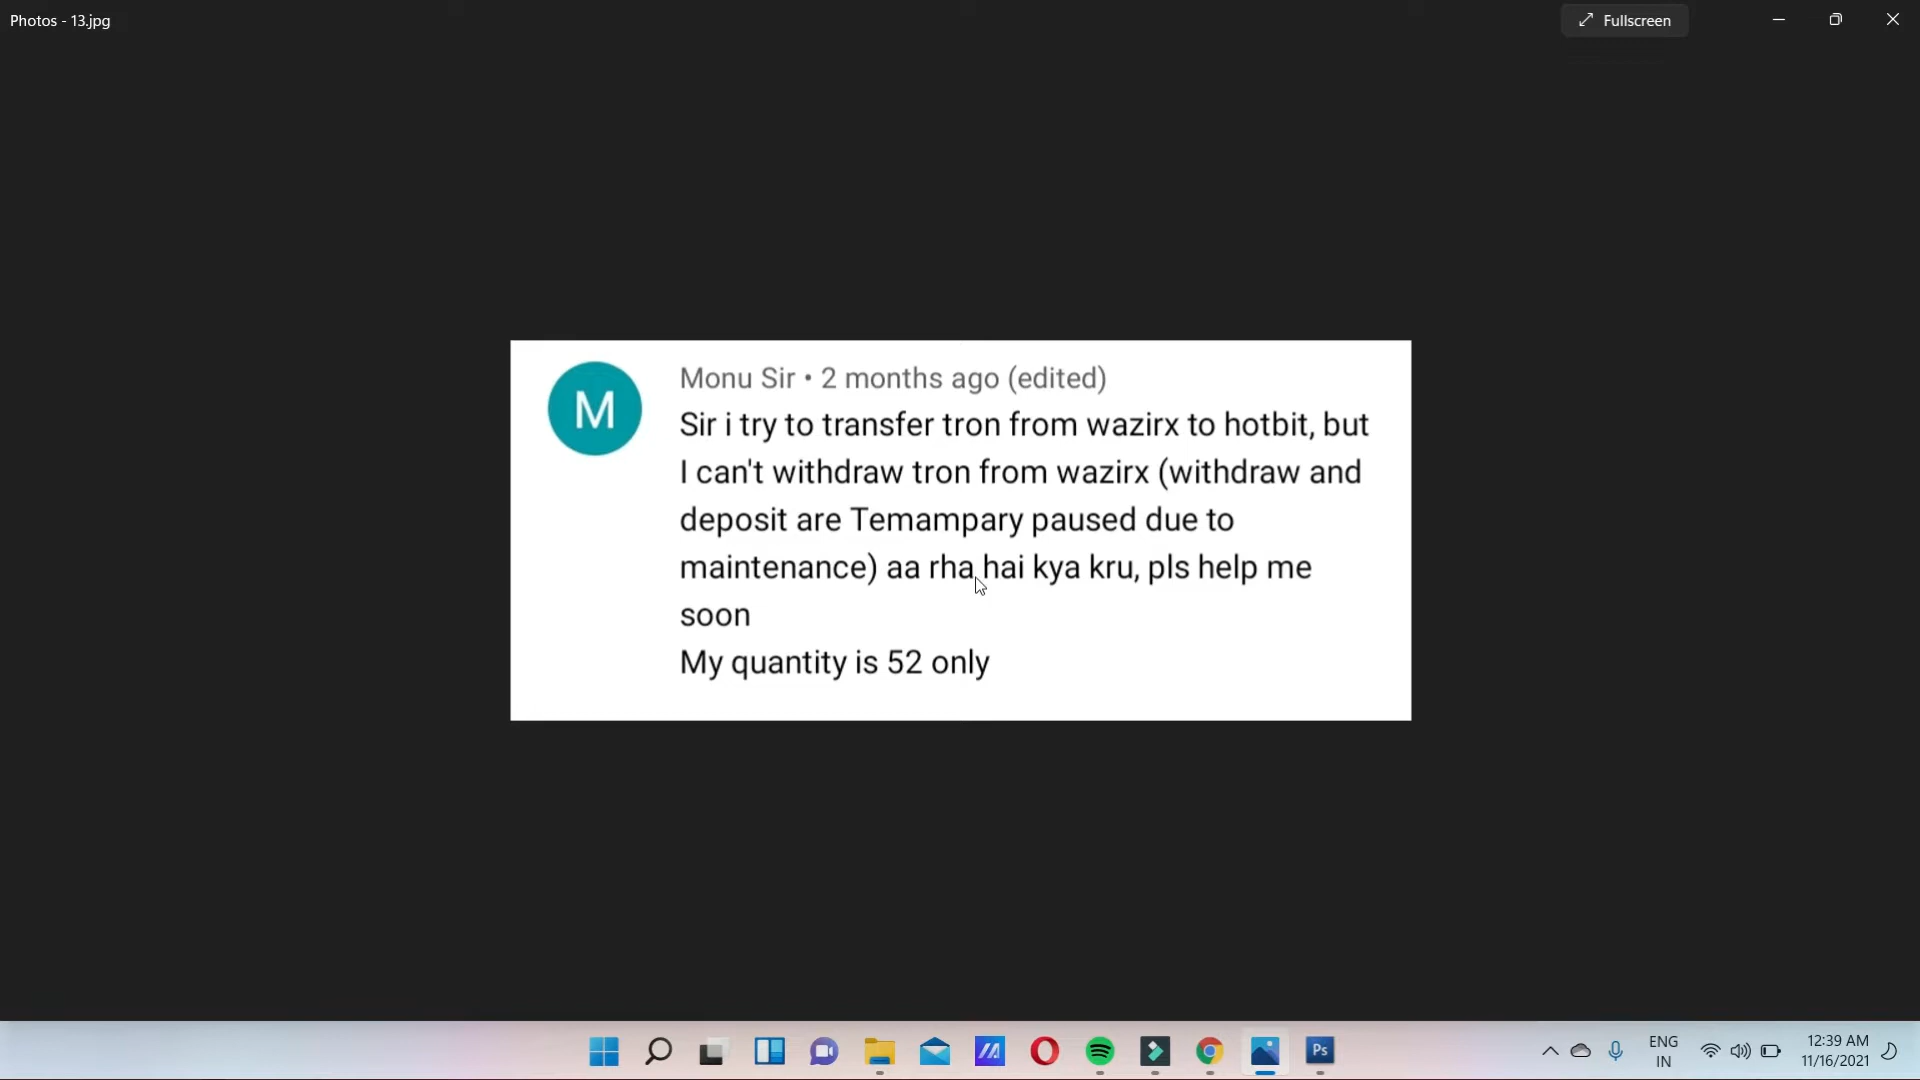 Photos - 13.jpg
Fullscreen
M
Monu Sir • 2 months ago (edited)
Sir i try to transfer tron from wazirx to hotbit, but
I can't withdraw tron from wazirx (withdraw and
deposit are Temampary paused due to
maintenance) aa rha hai kya kru, pls help me
soon
My quantity is 52 only
Ps
ENG
IN
12:39 AM
11/16/2021